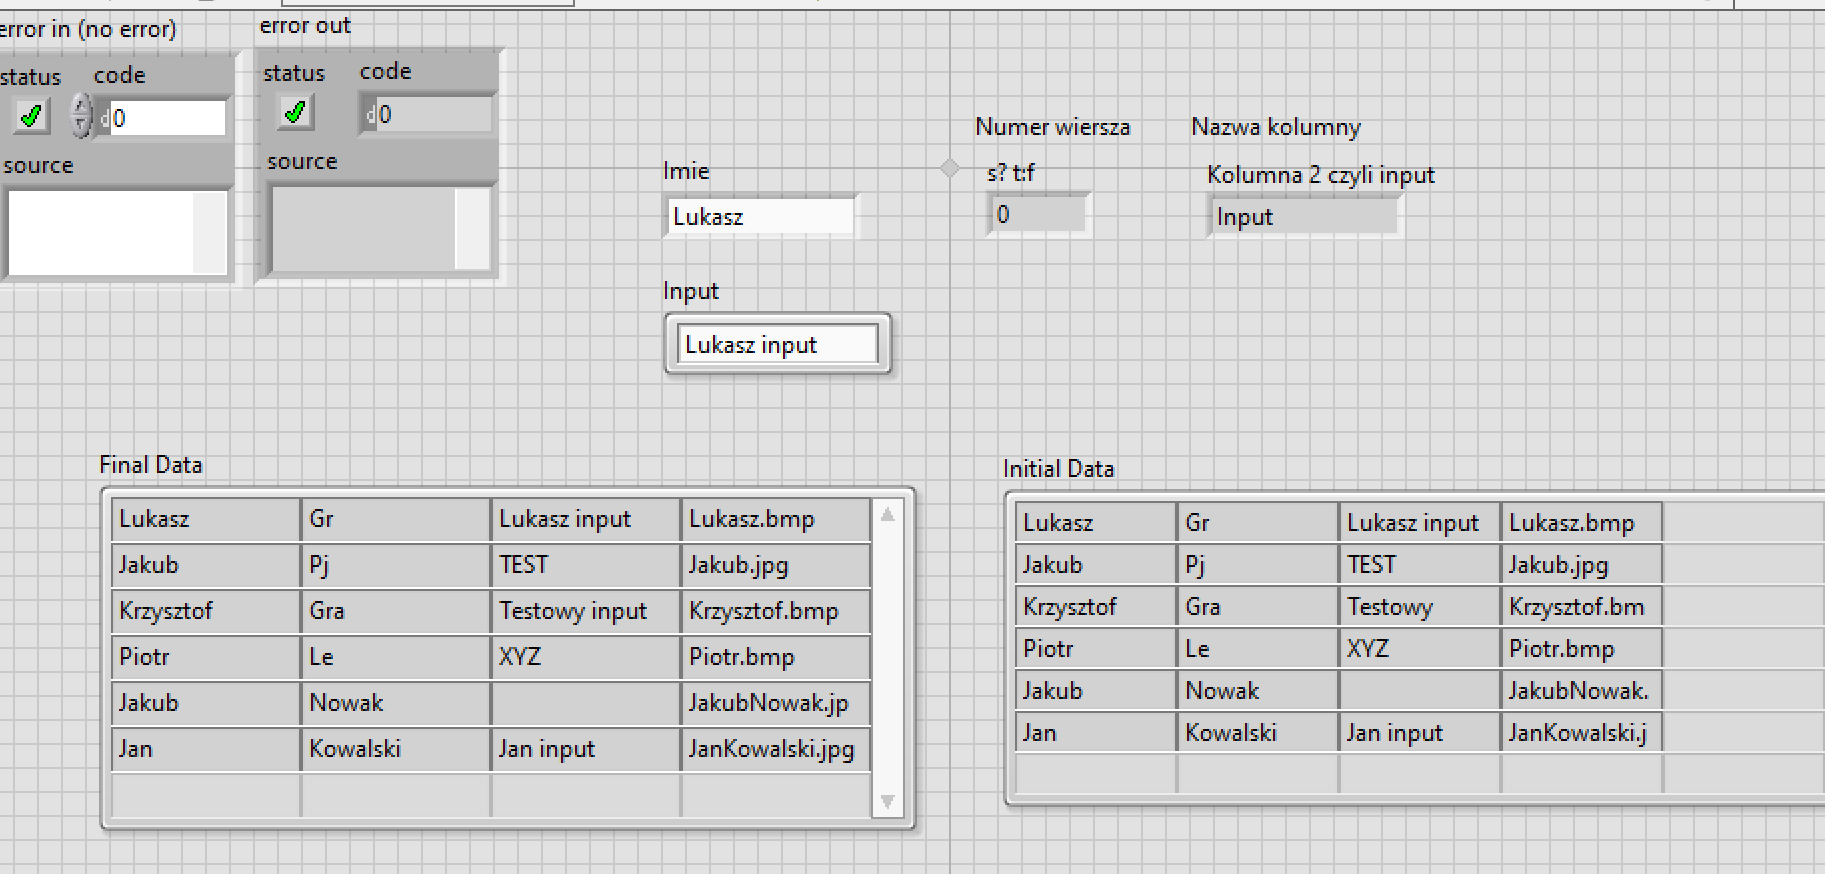 error in (no error)
status code
d0
source
error out
status code
d0
source
Imie
Lukasz
Input
Lukasz input
Numer wiersza
s? t:f
0
Nazwa kolumny
Kolumna 2 czyli input
Input
Final Data
Lukasz Gr Lukasz input Lukasz.bmp
Jakub Pj TEST Jakub.jpg
Krzysztof Gra Testowy input Krzysztof.bmp
Piotr Le XYZ Piotr.bmp
Jakub Nowak JakubNowak.jp
Jan Kowalski Jan input JanKowalski.jpg
Initial Data
Lukasz Gr Lukasz input Lukasz.bmp
Jakub Pj TEST Jakub.jpg
Krzysztof Gra Testowy Krzysztof.bm
Piotr Le XYZ Piotr.bmp
Jakub Nowak JakubNowak.
Jan Kowalski Jan input JanKowalski.j